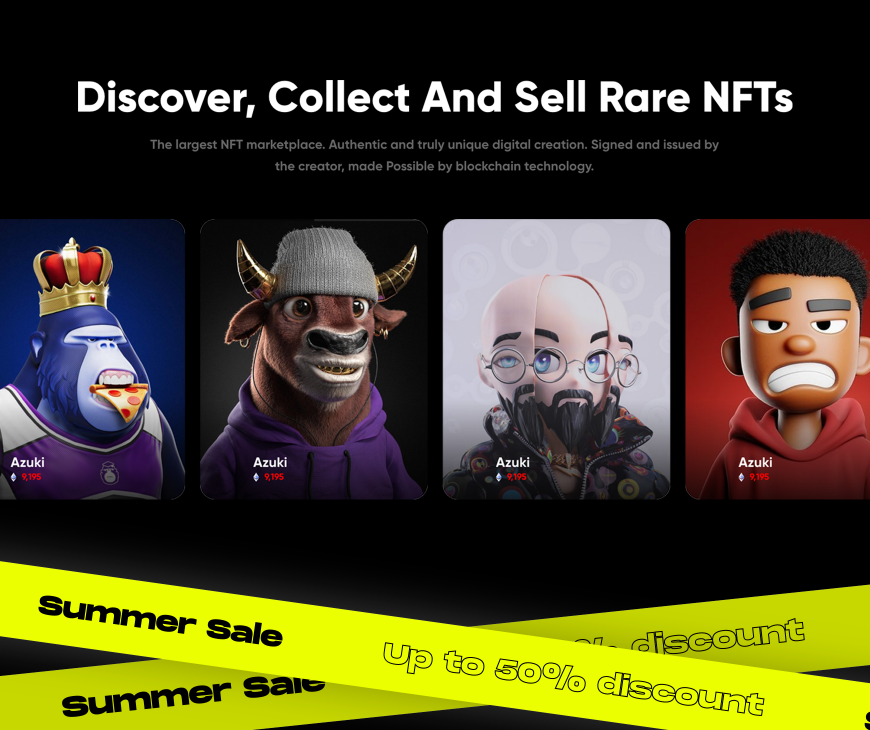 Discover, Collect And Sell Rare NFTs
The largest NFT marketplace. Authentic and truly unique digital creation. Signed and issued by
the creator, made Possible by blockchain technology.
Azuki
9,195
Azuki
9,195
Azuki
9,195
Azuki
9,195
Summer Sale
Up to 50% discount
Summer Sale
% discount